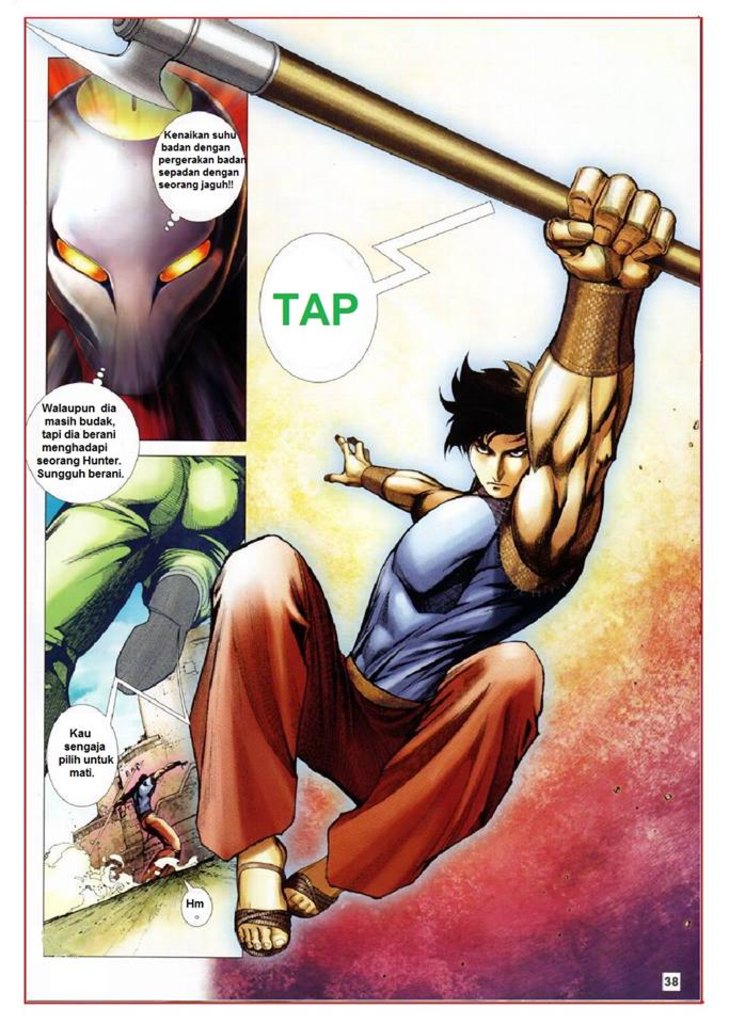 Kenaikan suhu
badan dengan
pergerakan badan
sepadan dengan
seorang jaguh!!
Walaupun dia
masih budak,
tapi dia berani
menghadapi
seorang Hunter.
Sungguh berani.
TAP
Kau
sengaja
pilih untuk
mati.
Hm
38